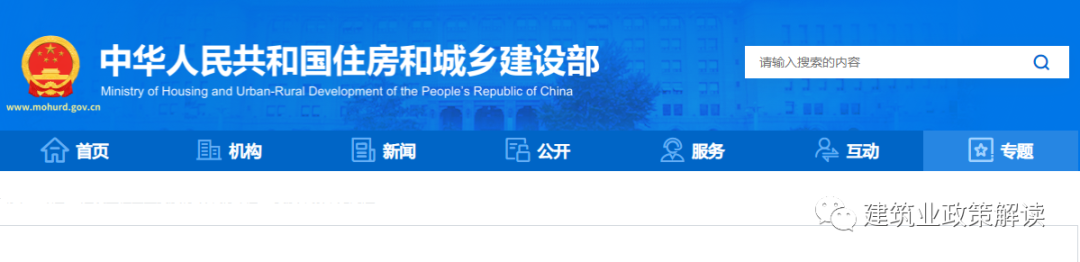 中华人民共和国住房和城乡建设部
Ministry of Housing and Urban-Rural Development of the People's Republic of China
www.mohurd.gov.cn
请输入搜索的内容
首页 机构 新闻 公开 服务 互动 专题
建筑业政策解读